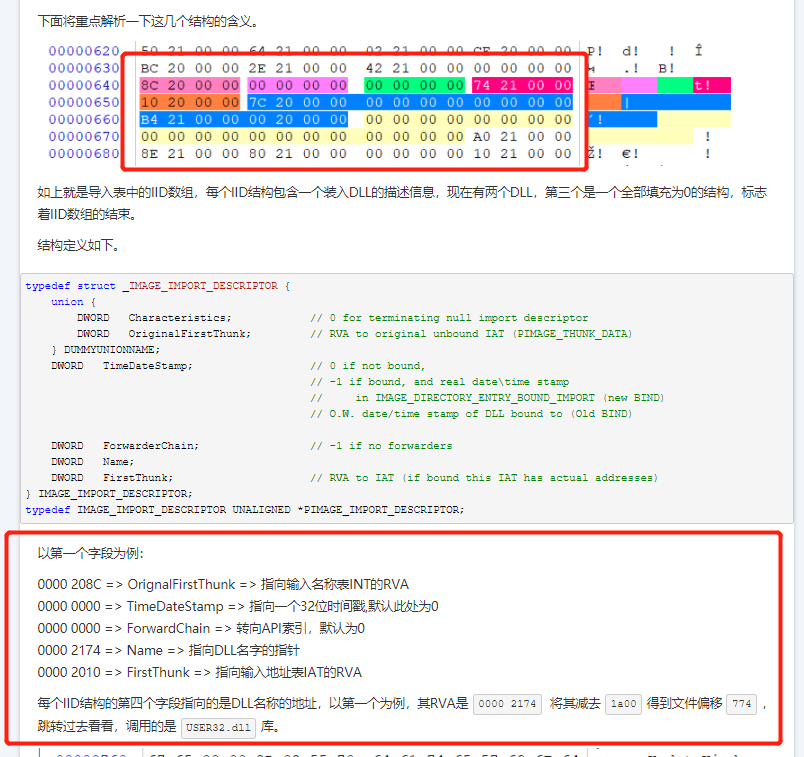 下面将重点解析一下这几个结构的含义。
00000620 50 21 00 00 64 21 00 00 02 21 00 00 CE 20 00 00 P! d! ! Î
00000630 BC 20 00 00 2E 21 00 00 42 21 00 00 00 00 00 00 .! B!
00000640 8C 20 00 00 00 00 00 00 00 00 00 00 74 21 00 00 t!
00000650 10 20 00 00 7C 20 00 00 00 00 00 00 00 00 00 00 |
00000660 B4 21 00 00 00 20 00 00 00 00 00 00 00 00 00 00 ´!
00000670 00 00 00 00 00 00 00 00 00 00 00 00 A0 21 00 00 !
00000680 8E 21 00 00 80 21 00 00 00 00 00 00 10 21 00 00 Ž! €! !
如上就是导入表中的IID数组，每个IID结构包含一个装入DLL的描述信息，现在有两个DLL，第三个是一个全部填充为0的结构，标志
着IID数组的结束。
结构定义如下。
typedef struct _IMAGE_IMPORT_DESCRIPTOR {
union {
DWORD Characteristics; // 0 for terminating null import descriptor
DWORD OriginalFirstThunk; // RVA to original unbound IAT (PIMAGE_THUNK_DATA)
} DUMMYUNIONNAME;
DWORD TimeDateStamp; // 0 if not bound,
// -1 if bound, and real date\time stamp
// in IMAGE_DIRECTORY_ENTRY_BOUND_IMPORT (new BIND)
// O.W. date/time stamp of DLL bound to (Old BIND)
DWORD ForwarderChain; // -1 if no forwarders
DWORD Name;
DWORD FirstThunk; // RVA to IAT (if bound this IAT has actual addresses)
} IMAGE_IMPORT_DESCRIPTOR;
typedef IMAGE_IMPORT_DESCRIPTOR UNALIGNED *PIMAGE_IMPORT_DESCRIPTOR;
以第一个字段为例：
0000 208C => OrignalFirstThunk => 指向输入名称表INT的RVA
0000 0000 => TimeDateStamp => 指向一个32位时间戳,默认此处为0
0000 0000 => ForwardChain => 转向API索引，默认为0
0000 2174 => Name => 指向DLL名字的指针
0000 2010 => FirstThunk => 指向输入地址表IAT的RVA
每个IID结构的第四个字段指向的是DLL名称的地址，以第一个为例，其RVA是 0000 2174 将其减去 1a00 得到文件偏移 774 ，
跳转过去看看，调用的是 USER32.dll 库。